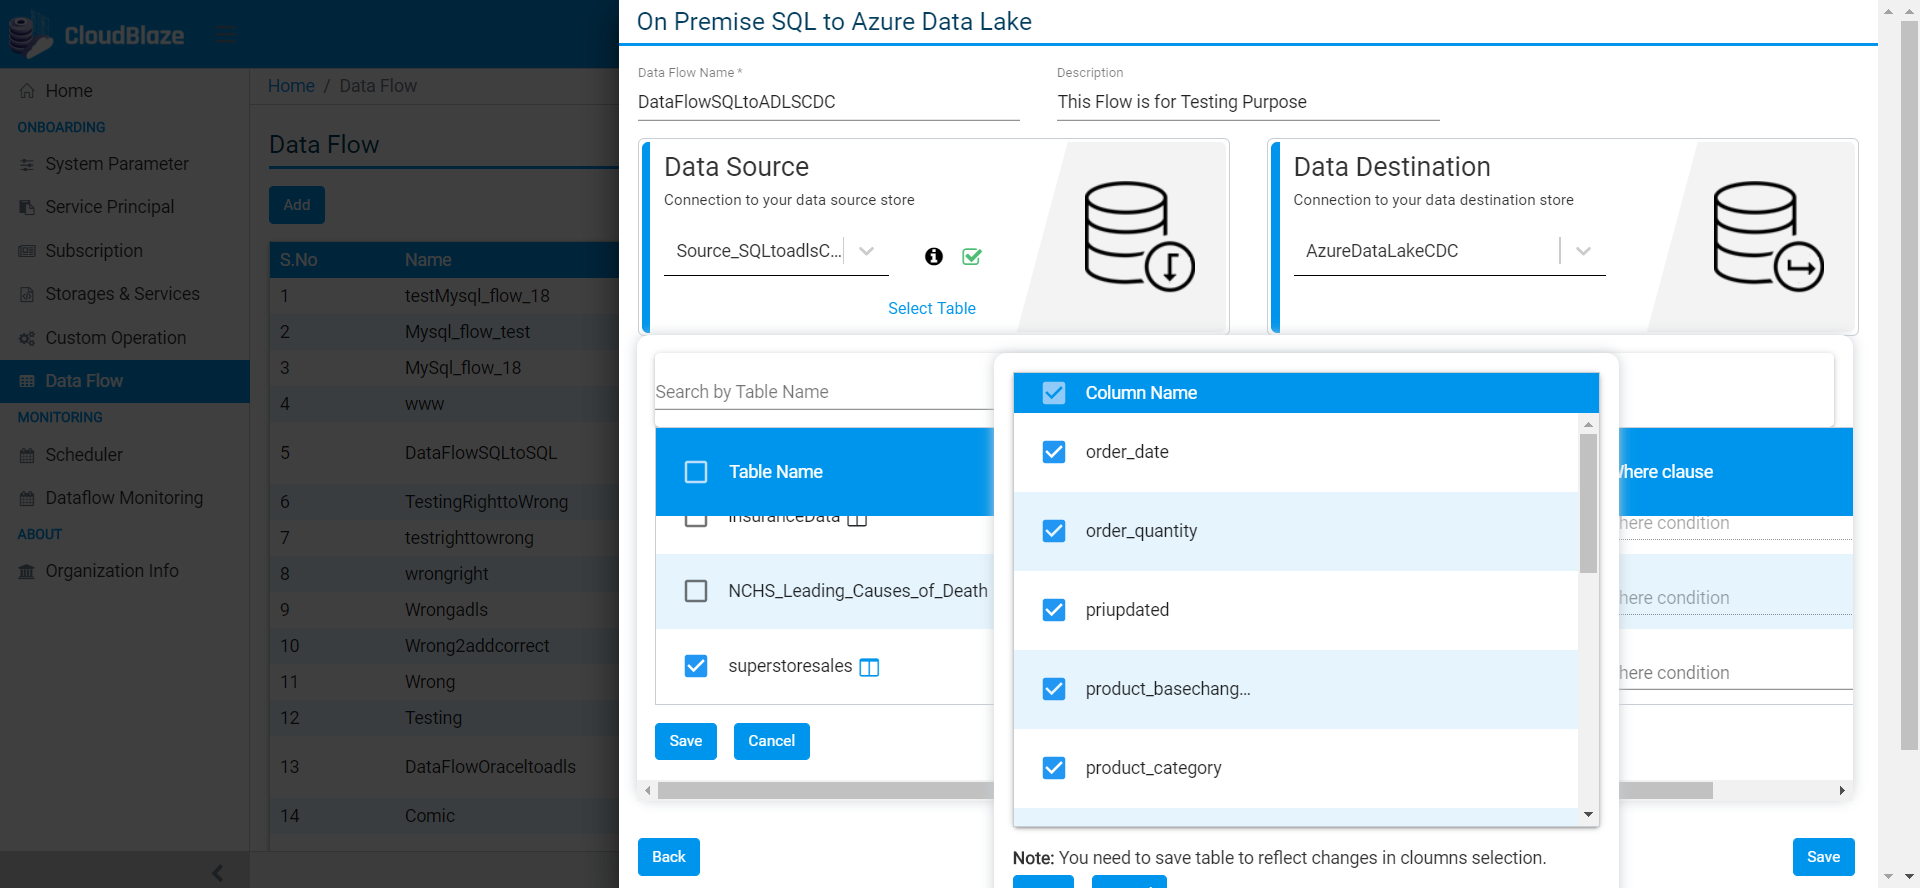 CloudBlaze
Home
ONBOARDING
System Parameter
Service Principal
Subscription
Storages & Services
Custom Operation
Data Flow
MONITORING
Scheduler
Dataflow Monitoring
ABOUT
Organization Info
Home / Data Flow
Data Flow
Add
S.No Name
1 testMysql_flow_18
2 Mysql_flow_test
3 MySql_flow_18
4 www
5 DataFlowSQLtoSQL
6 TestingRighttoWrong
7 testrighttowrong
8 wrongright
9 Wrongadls
10 Wrong2addcorrect
11 Wrong
12 Testing
13 DataFlowOraceltoadls
14 Comic
On Premise SQL to Azure Data Lake
Data Flow Name *
DataFlowSQLtoADLSCDC
Description
This Flow is for Testing Purpose
Data Source
Connection to your data source store
Source_SQLtoadlsC...
Select Table
Data Destination
Connection to your data destination store
AzureDataLakeCDC
Search by Table Name
Table Name
Where clause
InsuranceData
here condition
NCHS_Leading_Causes_of_Death
here condition
superstoresales
here condition
Save Cancel
Column Name
order_date
order_quantity
priupdated
product_basechang...
product_category
Note: You need to save table to reflect changes in cloumns selection.
Back
Save